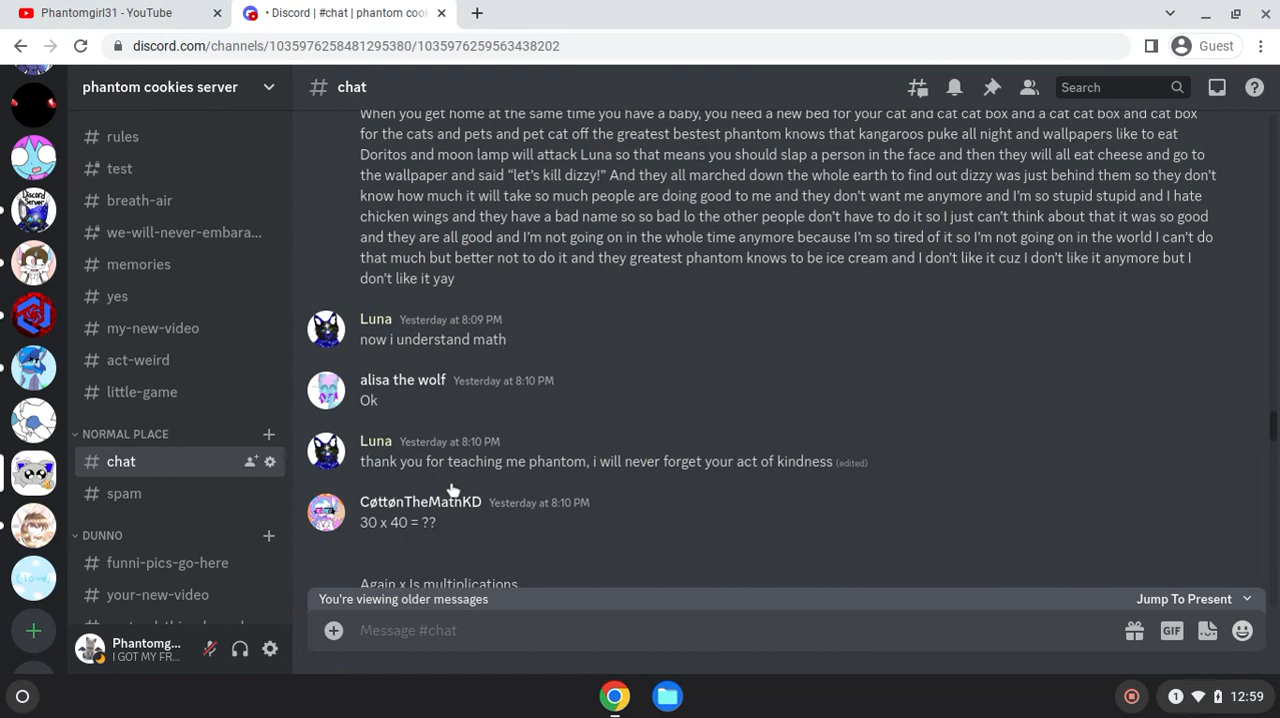 Phantomgirl31 - YouTube
• Discord | #chat | phantom coo
discord.com/channels/1035976258481295380/1035976259563438202
Guest
phantom cookies server
# chat
Search
# rules
# test
# breath-air
# we-will-never-embara...
# memories
# yes
# my-new-video
# act-weird
# little-game
NORMAL PLACE
# chat
# spam
DUNNO
# funni-pics-go-here
# your-new-video
Phantomg...
I GOT MY FR...
When you get home at the same time you have a baby, you need a new bed for your cat and cat cat box and a cat cat box and cat box
for the cats and pets and pet cat off the greatest bestest phantom knows that kangaroos puke all night and wallpapers like to eat
Doritos and moon lamp will attack Luna so that means you should slap a person in the face and then they will all eat cheese and go to
the wallpaper and said “let’s kill dizzy!” And they all marched down the whole earth to find out dizzy was just behind them so they don’t
know how much it will take so much people are doing good to me and they don’t want me anymore and I’m so stupid stupid and I hate
chicken wings and they have a bad name so so bad lo the other people don’t have to do it so I just can’t think about that it was so good
and they are all good and I’m not going on in the whole time anymore because I’m so tired of it so I’m not going on in the world I can’t do
that much but better not to do it and they greatest phantom knows to be ice cream and I don’t like it cuz I don’t like it anymore but I
don’t like it yay
Luna Yesterday at 8:09 PM
now i understand math
alisa the wolf Yesterday at 8:10 PM
Ok
Luna Yesterday at 8:10 PM
thank you for teaching me phantom, i will never forget your act of kindness (edited)
CøttønTheMathKD Yesterday at 8:10 PM
30 x 40 = ??
Again x Is multiplications
You're viewing older messages
Jump To Present
Message #chat
GIF
1
12:59